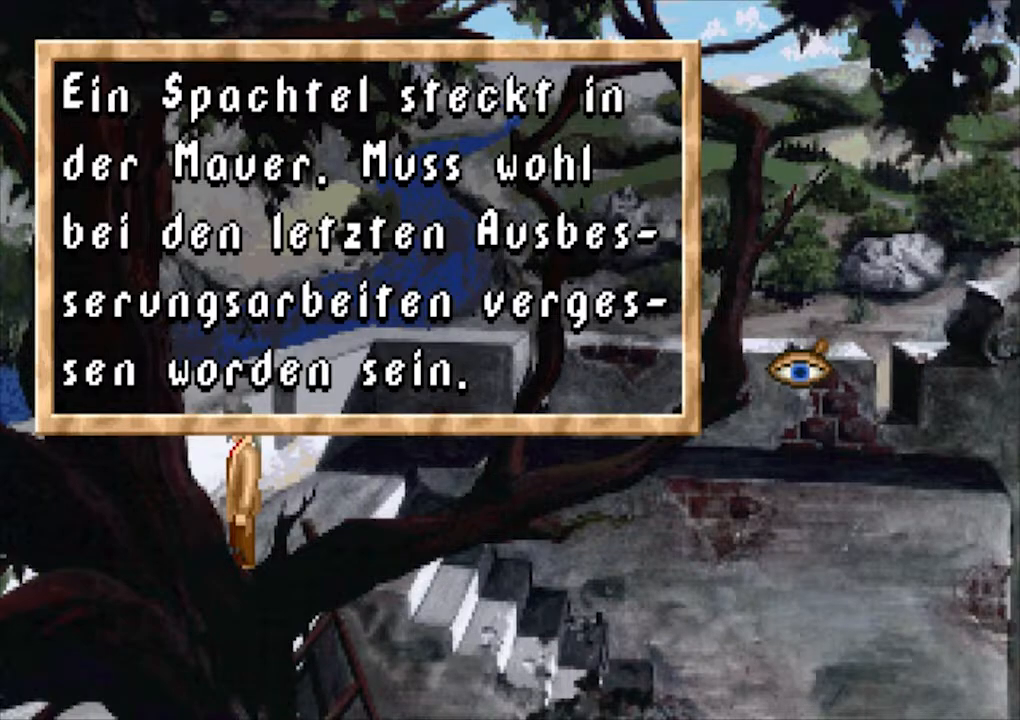 Ein Spachtel steckt in
der Mauer. Muss wohl
bei den letzten Ausbes-
serungsarbeiten verges-
sen worden sein.